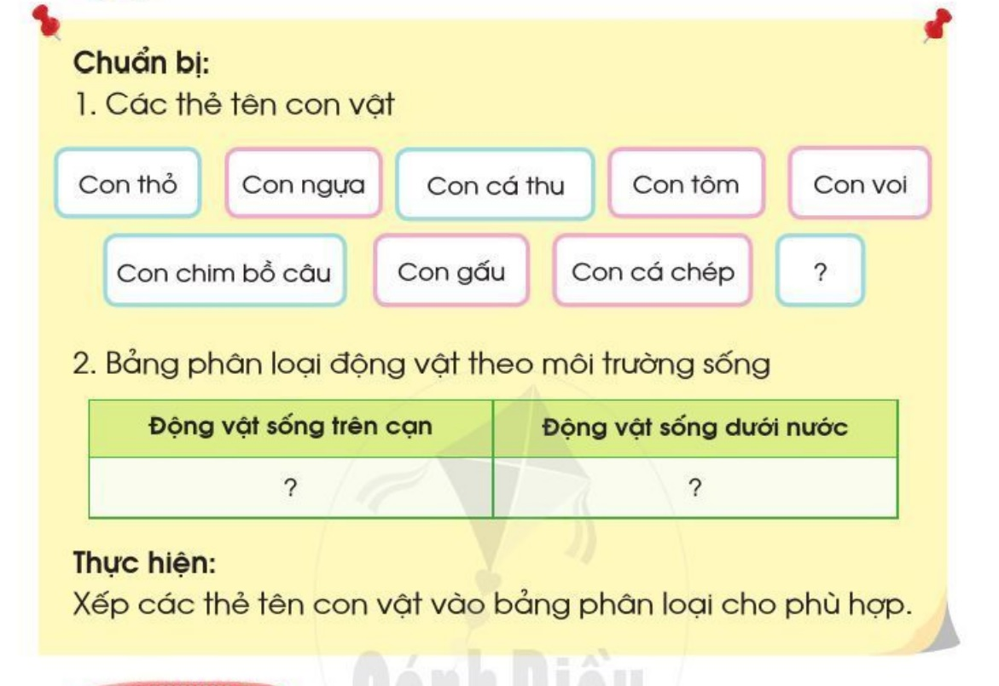 Chuẩn bị:
1. Các thẻ tên con vật
Con thỏ
Con ngựa
Con cá thu
Con tôm
Con voi
Con chim bồ câu
Con gấu
Con cá chép
?
2. Bảng phân loại động vật theo môi trường sống
Động vật sống trên cạn
Động vật sống dưới nước
?
?
Thực hiện:
Xếp các thẻ tên con vật vào bảng phân loại cho phù hợp.
Cánh Diều